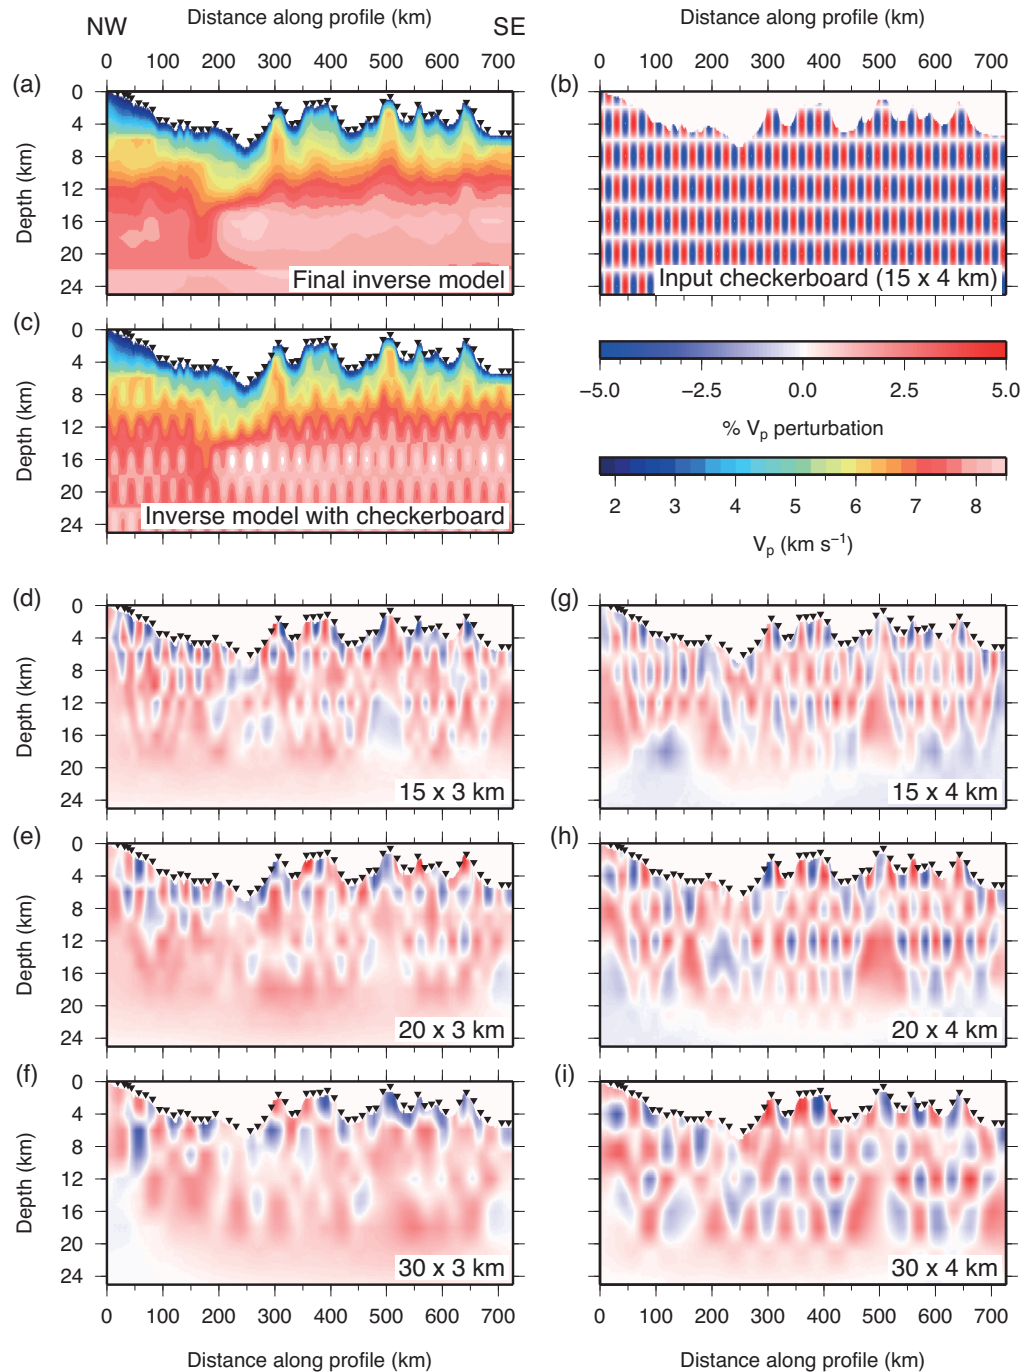 Distance along profile (km)
Distance along profile (km)
NW
SE
0 100 200 300 400 500 600 700
0 100 200 300 400 500 600 700
(a)
0
4
8
12
16
20
24
Depth (km)
Final inverse model
(b)
Input checkerboard (15 x 4 km)
(c)
0
4
8
12
16
20
24
Depth (km)
Inverse model with checkerboard
−5.0 −2.5 0.0 2.5 5.0
% Vp perturbation
2 3 4 5 6 7 8
Vp (km s⁻¹)
(d)
0
4
8
12
16
20
24
Depth (km)
15 x 3 km
(g)
15 x 4 km
(e)
0
4
8
12
16
20
24
Depth (km)
20 x 3 km
(h)
20 x 4 km
(f)
0
4
8
12
16
20
24
Depth (km)
30 x 3 km
(i)
30 x 4 km
0 100 200 300 400 500 600 700
0 100 200 300 400 500 600 700
Distance along profile (km)
Distance along profile (km)